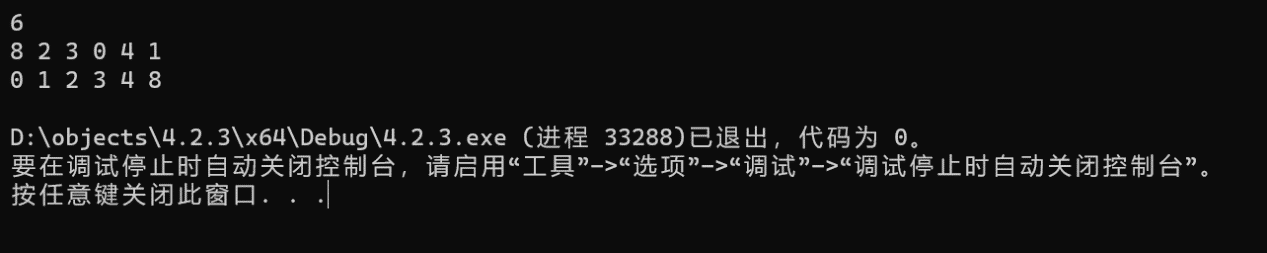 6
8 2 3 0 4 1
0 1 2 3 4 8
D:\objects\4.2.3\x64\Debug\4.2.3.exe (进程 33288)已退出，代码为 0。
要在调试停止时自动关闭控制台，请启用“工具”->“选项”->“调试”->“调试停止时自动关闭控制台”。
按任意键关闭此窗口. . .